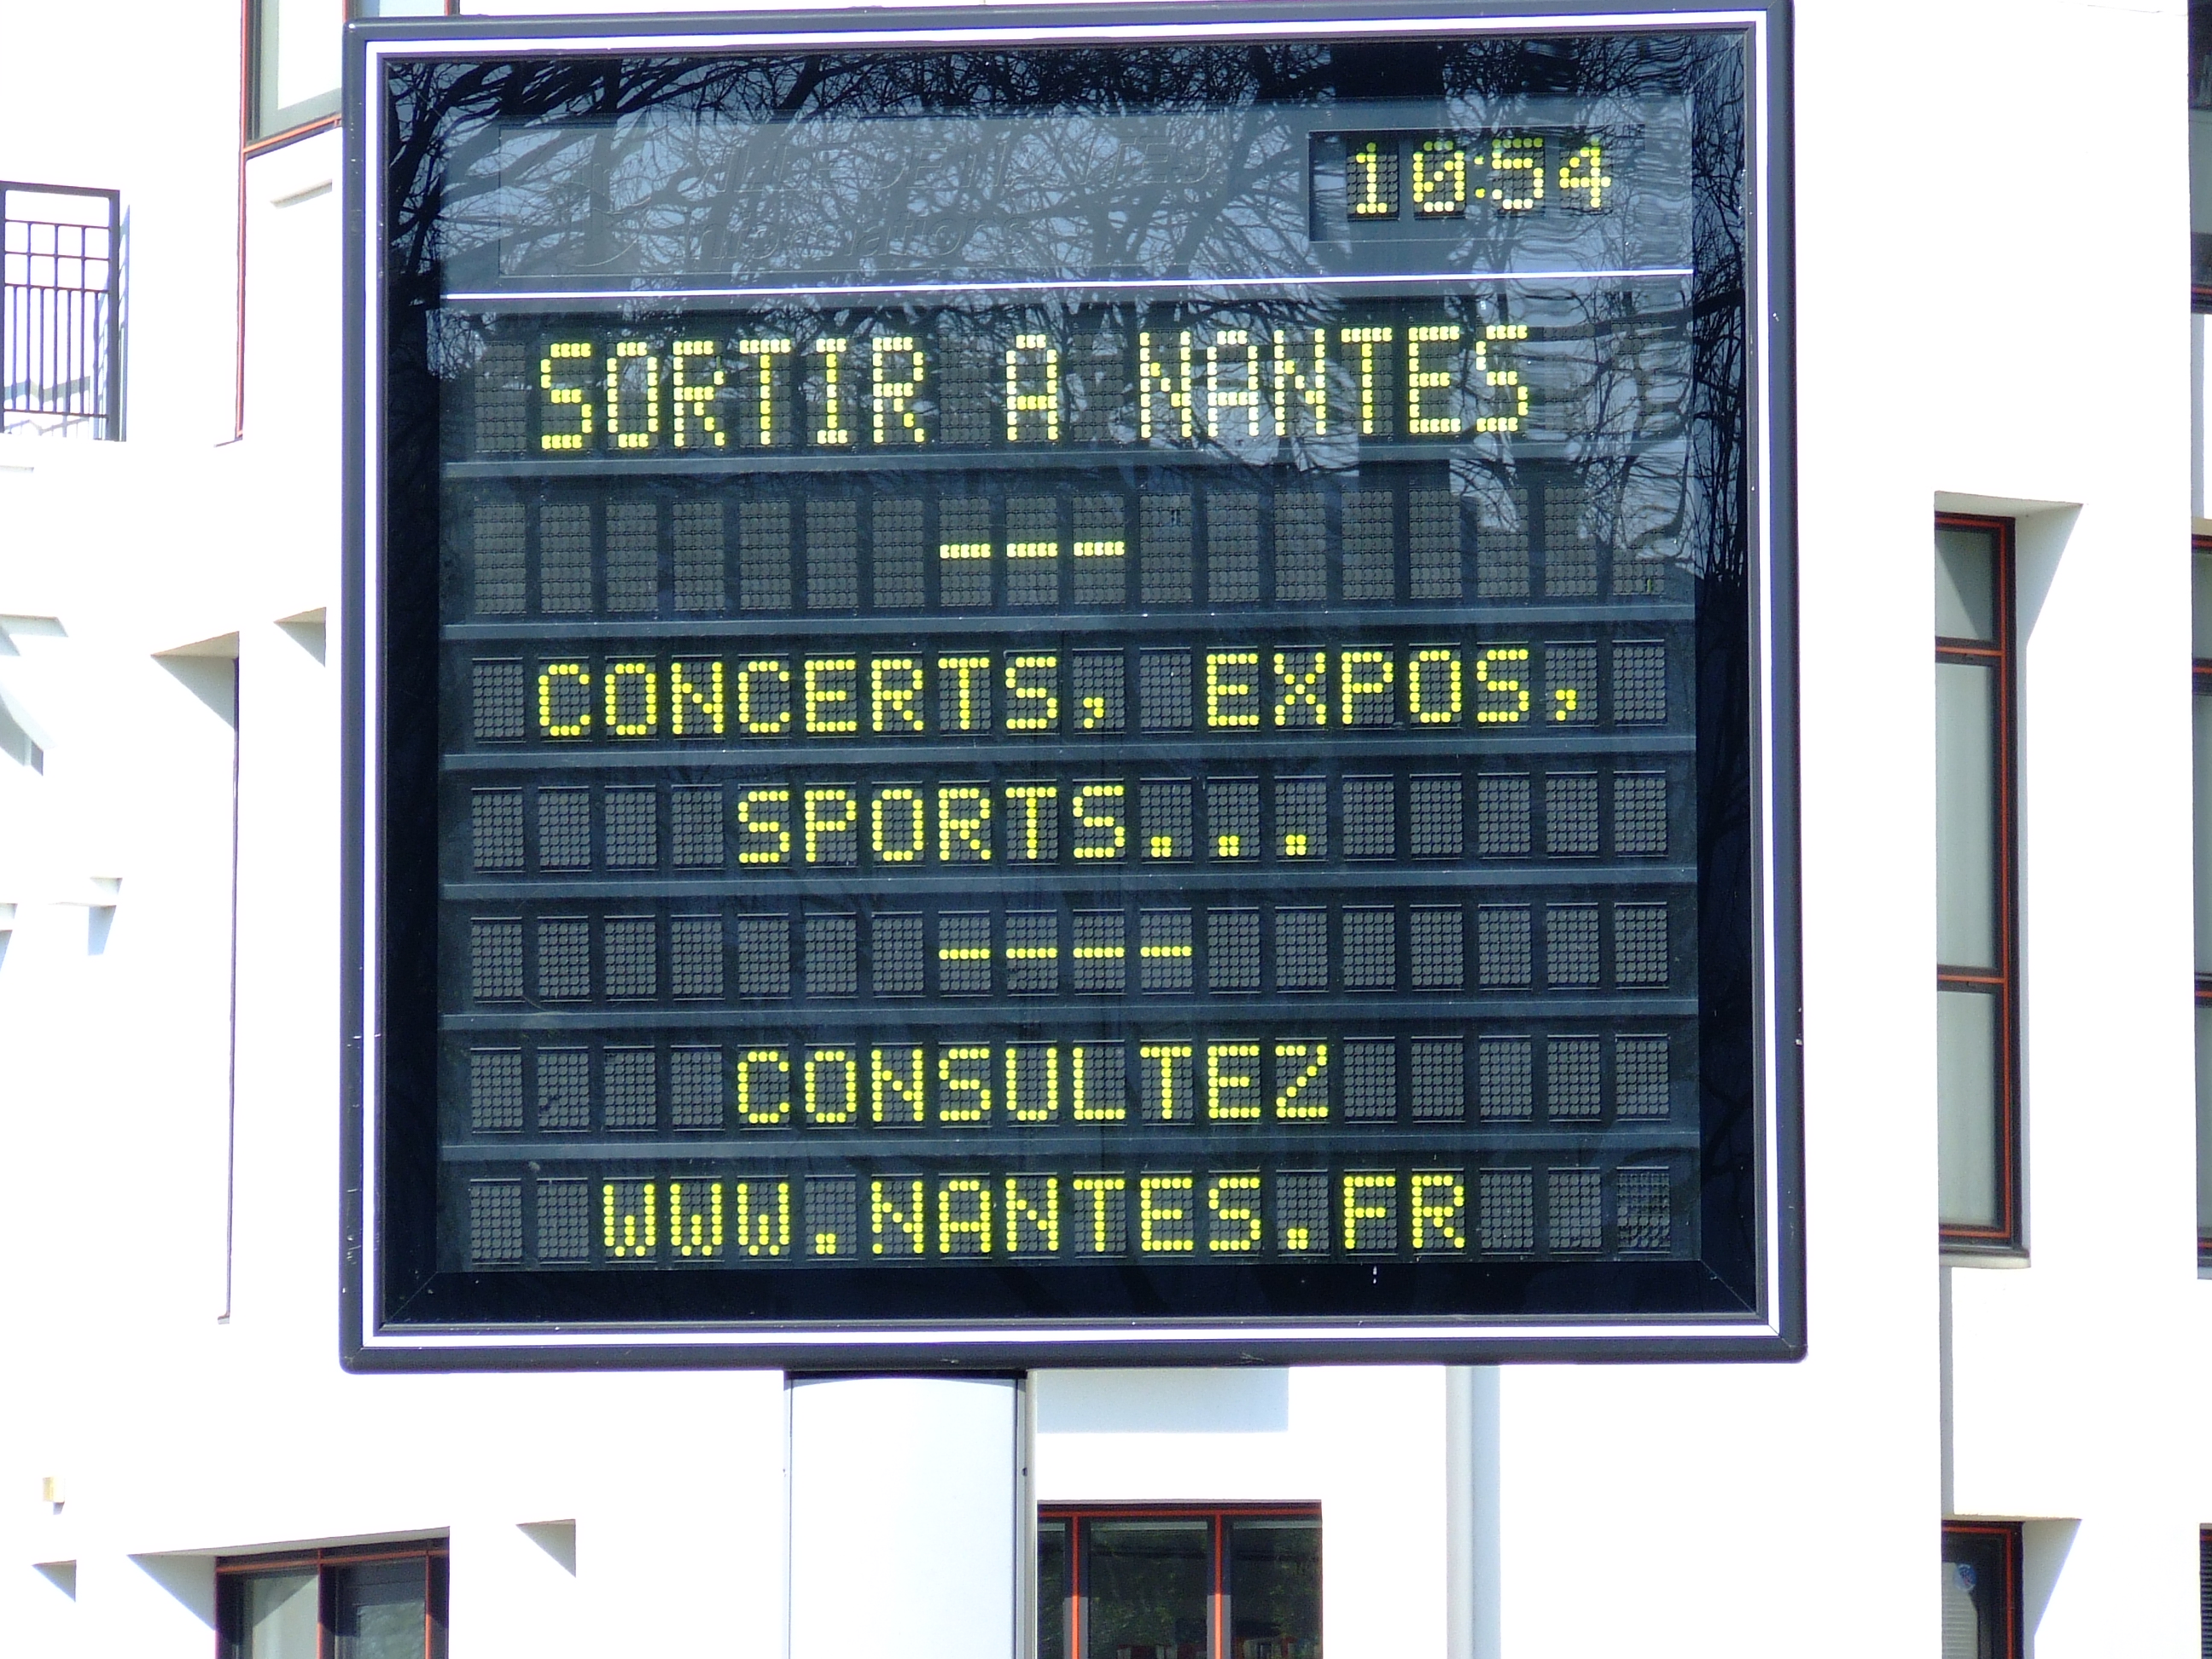 10:54
SORTIR A NANTES
---
CONCERTS, EXPOS,
SPORTS...
----
CONSULTEZ
WWW.NANTES.FR